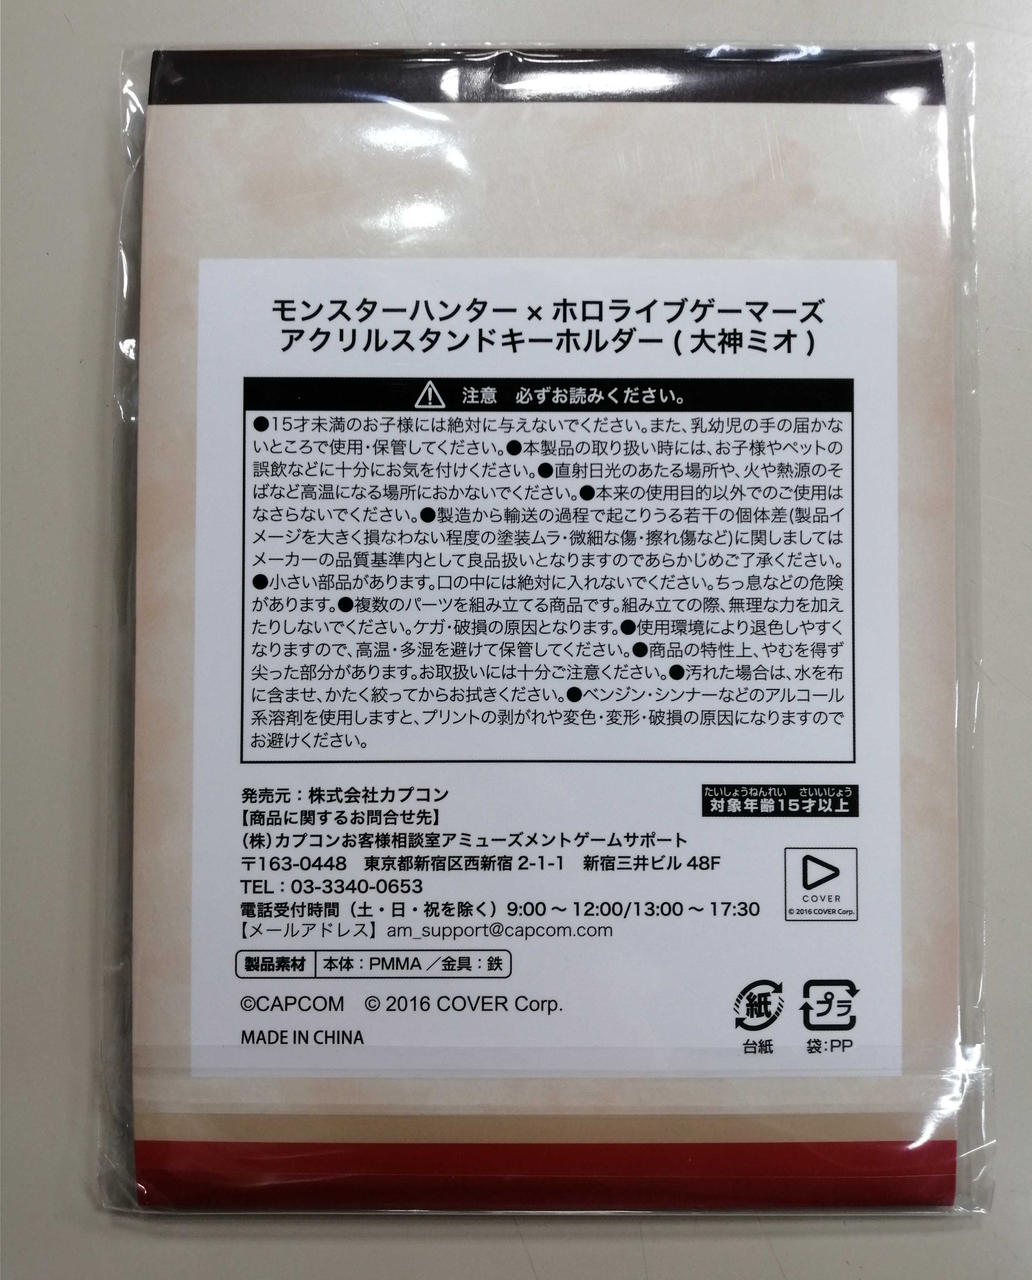 モンスターハンター × ホロライブゲーマーズ
アクリルスタンドキーホルダー ( 大神ミオ )
注意　必ずお読みください。
●15才未満のお子様には絶対に与えないでください。また、乳幼児の手の届かな
いところで使用・保管してください。●本製品の取り扱い時には、お子様やペットの
誤飲などに十分にお気を付けください。●直射日光のあたる場所や、火や熱源のそ
ばなど高温になる場所におかないでください。●本来の使用目的以外でのご使用は
なさらないでください。●製造から輸送の過程で起こりうる若干の個体差(製品イ
メージを大きく損なわない程度の塗装ムラ・微細な傷・擦れ傷など)に関しましては
メーカーの品質基準内として良品扱いとなりますのであらかじめご了承ください。
●小さい部品があります。口の中には絶対に入れないでください。ちっ息などの危険
があります。●複数のパーツを組み立てる商品です。組み立ての際、無理な力を加え
たりしないでください。ケガ・破損の原因となります。●使用環境により退色しやすく
なりますので、高温・多湿を避けて保管してください。●商品の特性上、やむを得ず
尖った部分があります。お取扱いには十分ご注意ください。●汚れた場合は、水を布
に含ませ、かたく絞ってからお拭きください。●ベンジン・シンナーなどのアルコール
系溶剤を使用しますと、プリントの剥がれや変色・変形・破損の原因になりますので
お避けください。
発売元：株式会社カプコン
【商品に関するお問合せ先】
(株)カプコンお客様相談室アミューズメントゲームサポート
〒163-0448　東京都新宿区西新宿 2-1-1　新宿三井ビル 48F
TEL：03-3340-0653
電話受付時間（土・日・祝を除く）9:00 ～ 12:00/13:00 ～ 17:30
【メールアドレス】am_support@capcom.com
たいしょうねんれい　さいいじょう
対象年齢15才以上
COVER
© 2016 COVER Corp.
製品素材 本体：PMMA ／金具：鉄
©CAPCOM　© 2016 COVER Corp.
MADE IN CHINA
紙
台紙
プラ
袋：PP